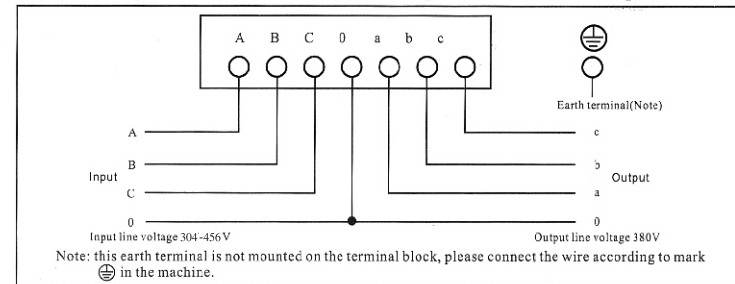 A B C 0 a b c
Earth terminal(Note)
A c
B b
Input Output
C a
0 0
Input line voltage 304-456V Output line voltage 380V
Note: this earth terminal is not mounted on the terminal block, please connect the wire according to mark
in the machine.